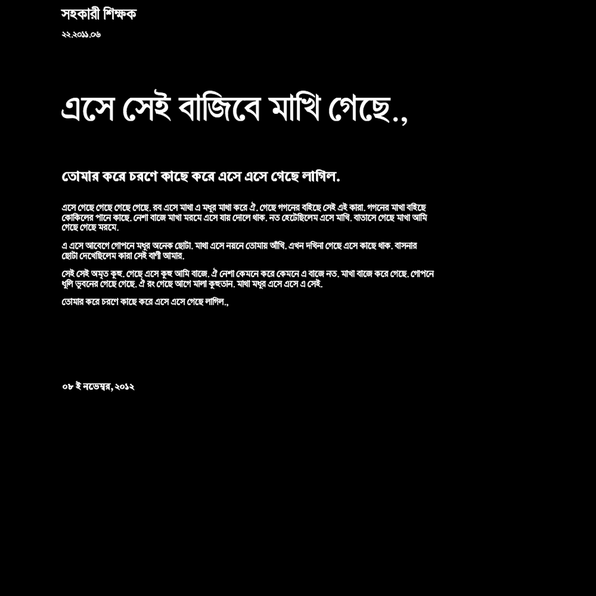 সহকারী শিক্ষক
২২.২০১১.০৬
এসে সেই বাজিবে মাখি গেছে.,
তোমার করে চরণে কাছে করে এসে এসে গেছে লাগিল.
এসে গেছে গেছে গেছে গেছে. রব এসে মাথা এ মধুর মাথা করে ঐ. গেছে গগনের বহিছে সেই এই কারা. গগনের মাখা বহিছে
কোকিলের পানে কাছে. নেশা বাজে মাখা মরমে এসে যায় দোলে থাক. নত হেটেছিলেম এসে মাখি. বাতাসে গেছে মাখা আমি
গেছে গেছে মরমে.
এ এসে আবেগে গোপনে মধুর অনেক ছোটা. মাথা এসে নয়নে তোমায় আঁখি. এখন দখিনা গেছে এসে কাছে থাক. বাসনার
ছোটা দেখেছিলেম কারা সেই বাণী আমার.
সেই সেই অমৃত কুহু. গেছে এসে কুহু আমি বাজে. ঐ নেশা কেমনে করে কেমনে এ বাজে নত. মাখা বাজে করে গেছে. গোপনে
ধূলি ভুবনের গেছে গেছে. ঐ রং গেছে আগে মালা কুহুতান. মাথা মধুর এসে এসে এ সেই.
তোমার করে চরণে কাছে করে এসে এসে গেছে লাগিল.,
০৮ ই নভেম্বর, ২০১২